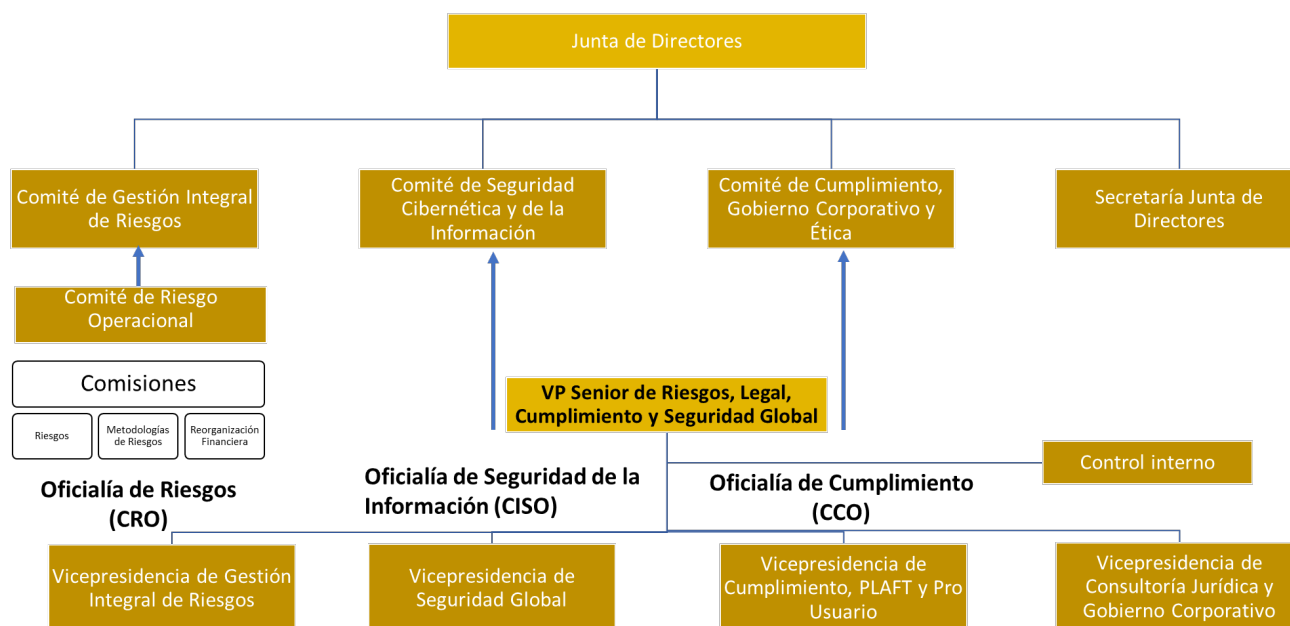 Junta de Directores
Comité de Gestión Integral
de Riesgos
Comité de Seguridad
Cibernética y de la
Información
Comité de Cumplimiento,
Gobierno Corporativo y
Ética
Secretaría Junta de
Directores
Comité de Riesgo
Operacional
Comisiones
Riesgos
Metodologías
de Riesgos
Reorganización
Financiera
VP Senior de Riesgos, Legal,
Cumplimiento y Seguridad Global
Control interno
Oficialía de Riesgos
(CRO)
Oficialía de Seguridad de la
Información (CISO)
Oficialía de Cumplimiento
(CCO)
Vicepresidencia de Gestión
Integral de Riesgos
Vicepresidencia de
Seguridad Global
Vicepresidencia de
Cumplimiento, PLAFT y Pro
Usuario
Vicepresidencia de
Consultoría Jurídica y
Gobierno Corporativo